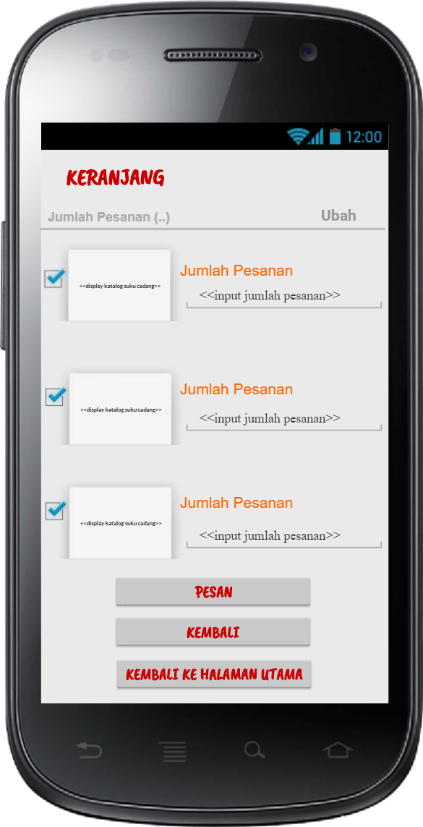 12:00
KERANJANG
Jumlah Pesanan (..) Ubah
Jumlah Pesanan
<<display katalog suku cadang>>
<<input jumlah pesanan>>
Jumlah Pesanan
<<display katalog suku cadang>>
<<input jumlah pesanan>>
Jumlah Pesanan
<<display katalog suku cadang>>
<<input jumlah pesanan>>
PESAN
KEMBALI
KEMBALI KE HALAMAN UTAMA